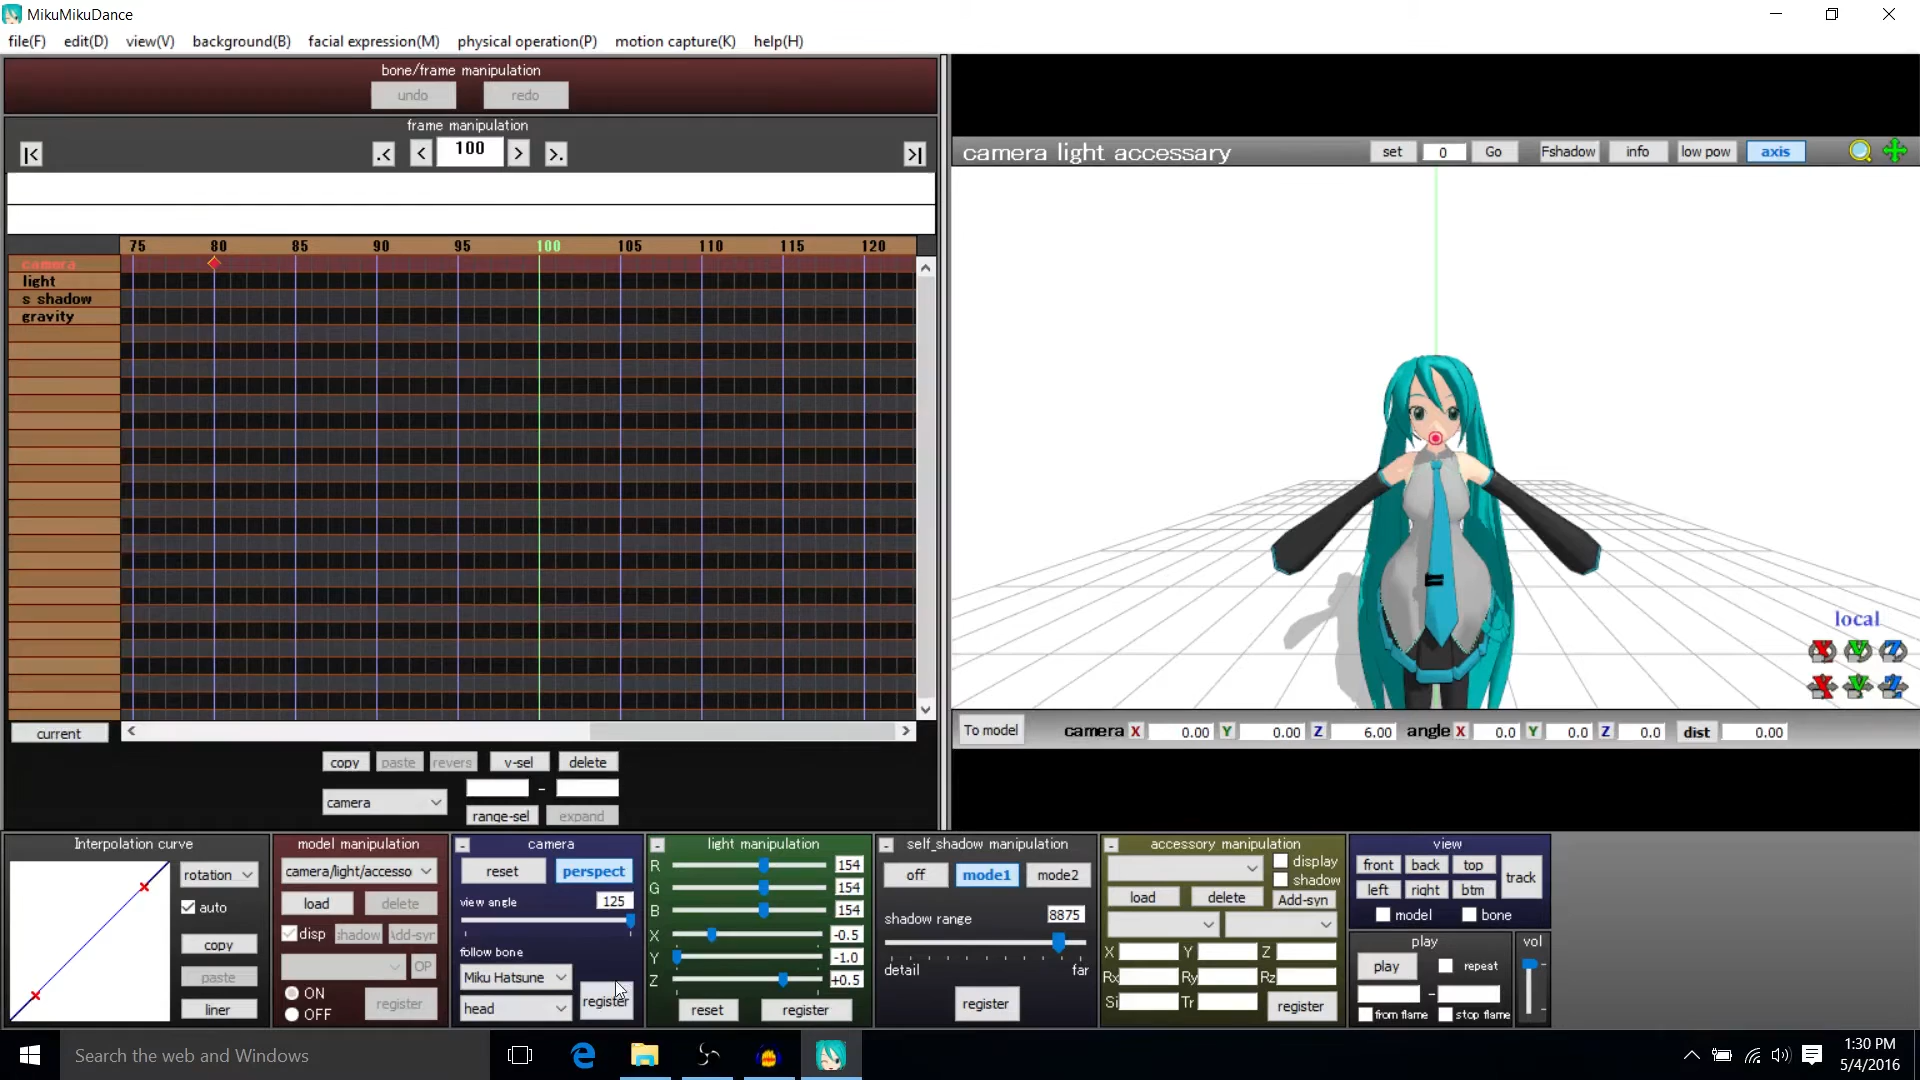 MikuMikuDance
file(F) edit(D) view(V) background(B) facial expression(M) physical operation(P) motion capture(K) help(H)
bone/frame manipulation
undo redo
frame manipulation
|< .< < 100 > >. >|
75 80 85 90 95 100 105 110 115 120
camera
light
s shadow
gravity
current
copy paste revers v-sel delete
camera -
range-sel expand
camera light accessary set 0 Go Fshadow info low pow axis
local
X Y Z
X Y Z
To model camera X 0.00 Y 0.00 Z 6.00 angle X 0.0 Y 0.0 Z 0.0 dist 0.00
Interpolation curve
rotation
auto
copy
paste
liner
model manipulation
camera/light/accesso
load delete
disp shadow Add-syn
OP
ON
OFF
register
- camera
reset perspect
view angle 125
follow bone
Miku Hatsune
head
register
- light manipulation
R 154
G 154
B 154
X -0.5
Y -1.0
Z +0.5
reset register
- self_shadow manipulation
off mode1 mode2
shadow range 8875
detail far
register
- accessory manipulation
display
shadow
load delete Add-syn
X Y Z
Rx Ry Rz
Si Tr register
view
front back top
left right btm
track
model bone
play
play repeat
-
from flame stop flame
vol
Search the web and Windows
1:30 PM
5/4/2016